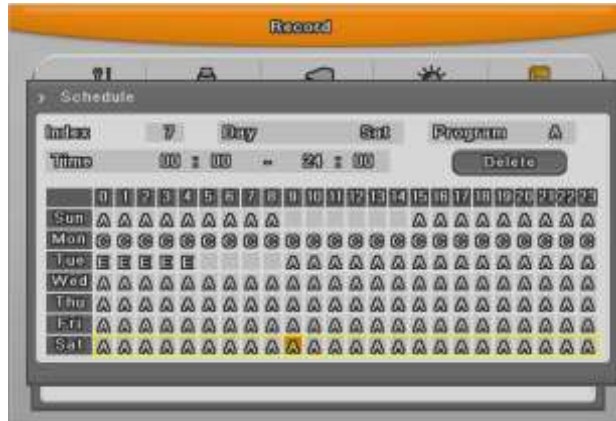 Record
Schedule
Index 7 Day Sat Program A
Time 00 : 00 - 24 : 00 Delete
0 1 2 3 4 5 6 7 8 9 10 11 12 13 14 15 16 17 18 19 20 21 22 23
Sun A A A A A A A A A A A A A A A A A A
Mon C C C C C C C C C C C C C C C C C C C C C C C C
Tue E E E E E A A A A A A A A A A A A A A A
Wed A A A A A A A A A A A A A A A A A A A A A A A A
Thu A A A A A A A A A A A A A A A A A A A A A A A A
Fri A A A A A A A A A A A A A A A A A A A A A A A A
Sat A A A A A A A A A A A A A A A A A A A A A A A A